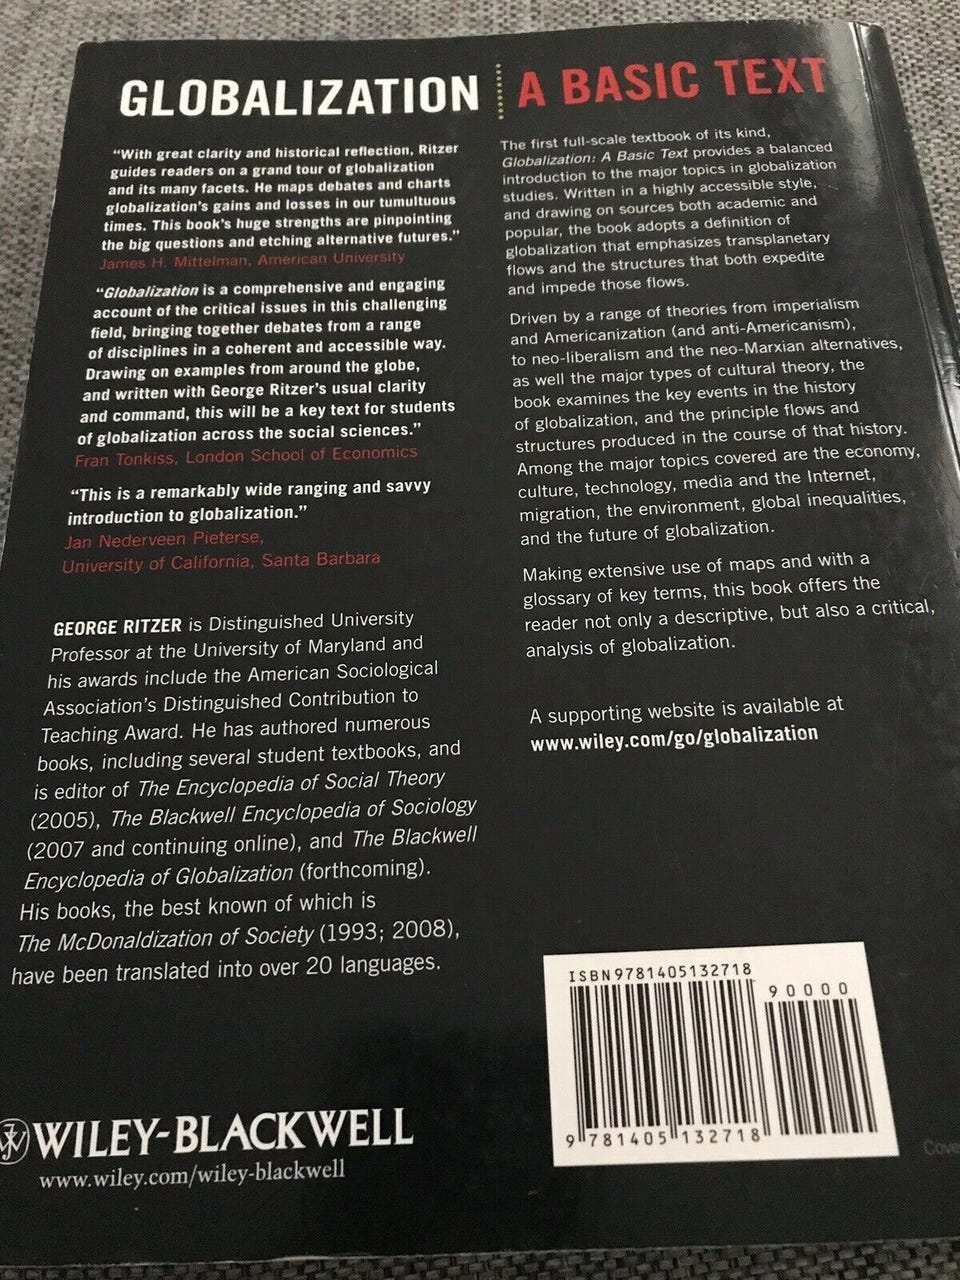 GLOBALIZATION
A BASIC TEXT
“With great clarity and historical reflection, Ritzer
guides readers on a grand tour of globalization
and its many facets. He maps debates and charts
globalization's gains and losses in our tumultuous
times. This book's huge strengths are pinpointing
the big questions and etching alternative futures.”
James H. Mittelman, American University
“Globalization is a comprehensive and engaging
account of the critical issues in this challenging
field, bringing together debates from a range
of disciplines in a coherent and accessible way.
Drawing on examples from around the globe,
and written with George Ritzer's usual clarity
and command, this will be a key text for students
of globalization across the social sciences.”
Fran Tonkiss, London School of Economics
“This is a remarkably wide ranging and savvy
introduction to globalization.”
Jan Nederveen Pieterse,
University of California, Santa Barbara
GEORGE RITZER is Distinguished University
Professor at the University of Maryland and
his awards include the American Sociological
Association's Distinguished Contribution to
Teaching Award. He has authored numerous
books, including several student textbooks, and
is editor of The Encyclopedia of Social Theory
(2005), The Blackwell Encyclopedia of Sociology
(2007 and continuing online), and The Blackwell
Encyclopedia of Globalization (forthcoming).
His books, the best known of which is
The McDonaldization of Society (1993; 2008),
have been translated into over 20 languages.
The first full-scale textbook of its kind,
Globalization: A Basic Text provides a balanced
introduction to the major topics in globalization
studies. Written in a highly accessible style,
and drawing on sources both academic and
popular, the book adopts a definition of
globalization that emphasizes transplanetary
flows and the structures that both expedite
and impede those flows.
Driven by a range of theories from imperialism
and Americanization (and anti-Americanism),
to neo-liberalism and the neo-Marxian alternatives,
as well the major types of cultural theory, the
book examines the key events in the history
of globalization, and the principle flows and
structures produced in the course of that history.
Among the major topics covered are the economy,
culture, technology, media and the Internet,
migration, the environment, global inequalities,
and the future of globalization.
Making extensive use of maps and with a
glossary of key terms, this book offers the
reader not only a descriptive, but also a critical,
analysis of globalization.
A supporting website is available at
www.wiley.com/go/globalization
ISBN9781405132718
90000
9 781405 132718
WILEY-BLACKWELL
www.wiley.com/wiley-blackwell